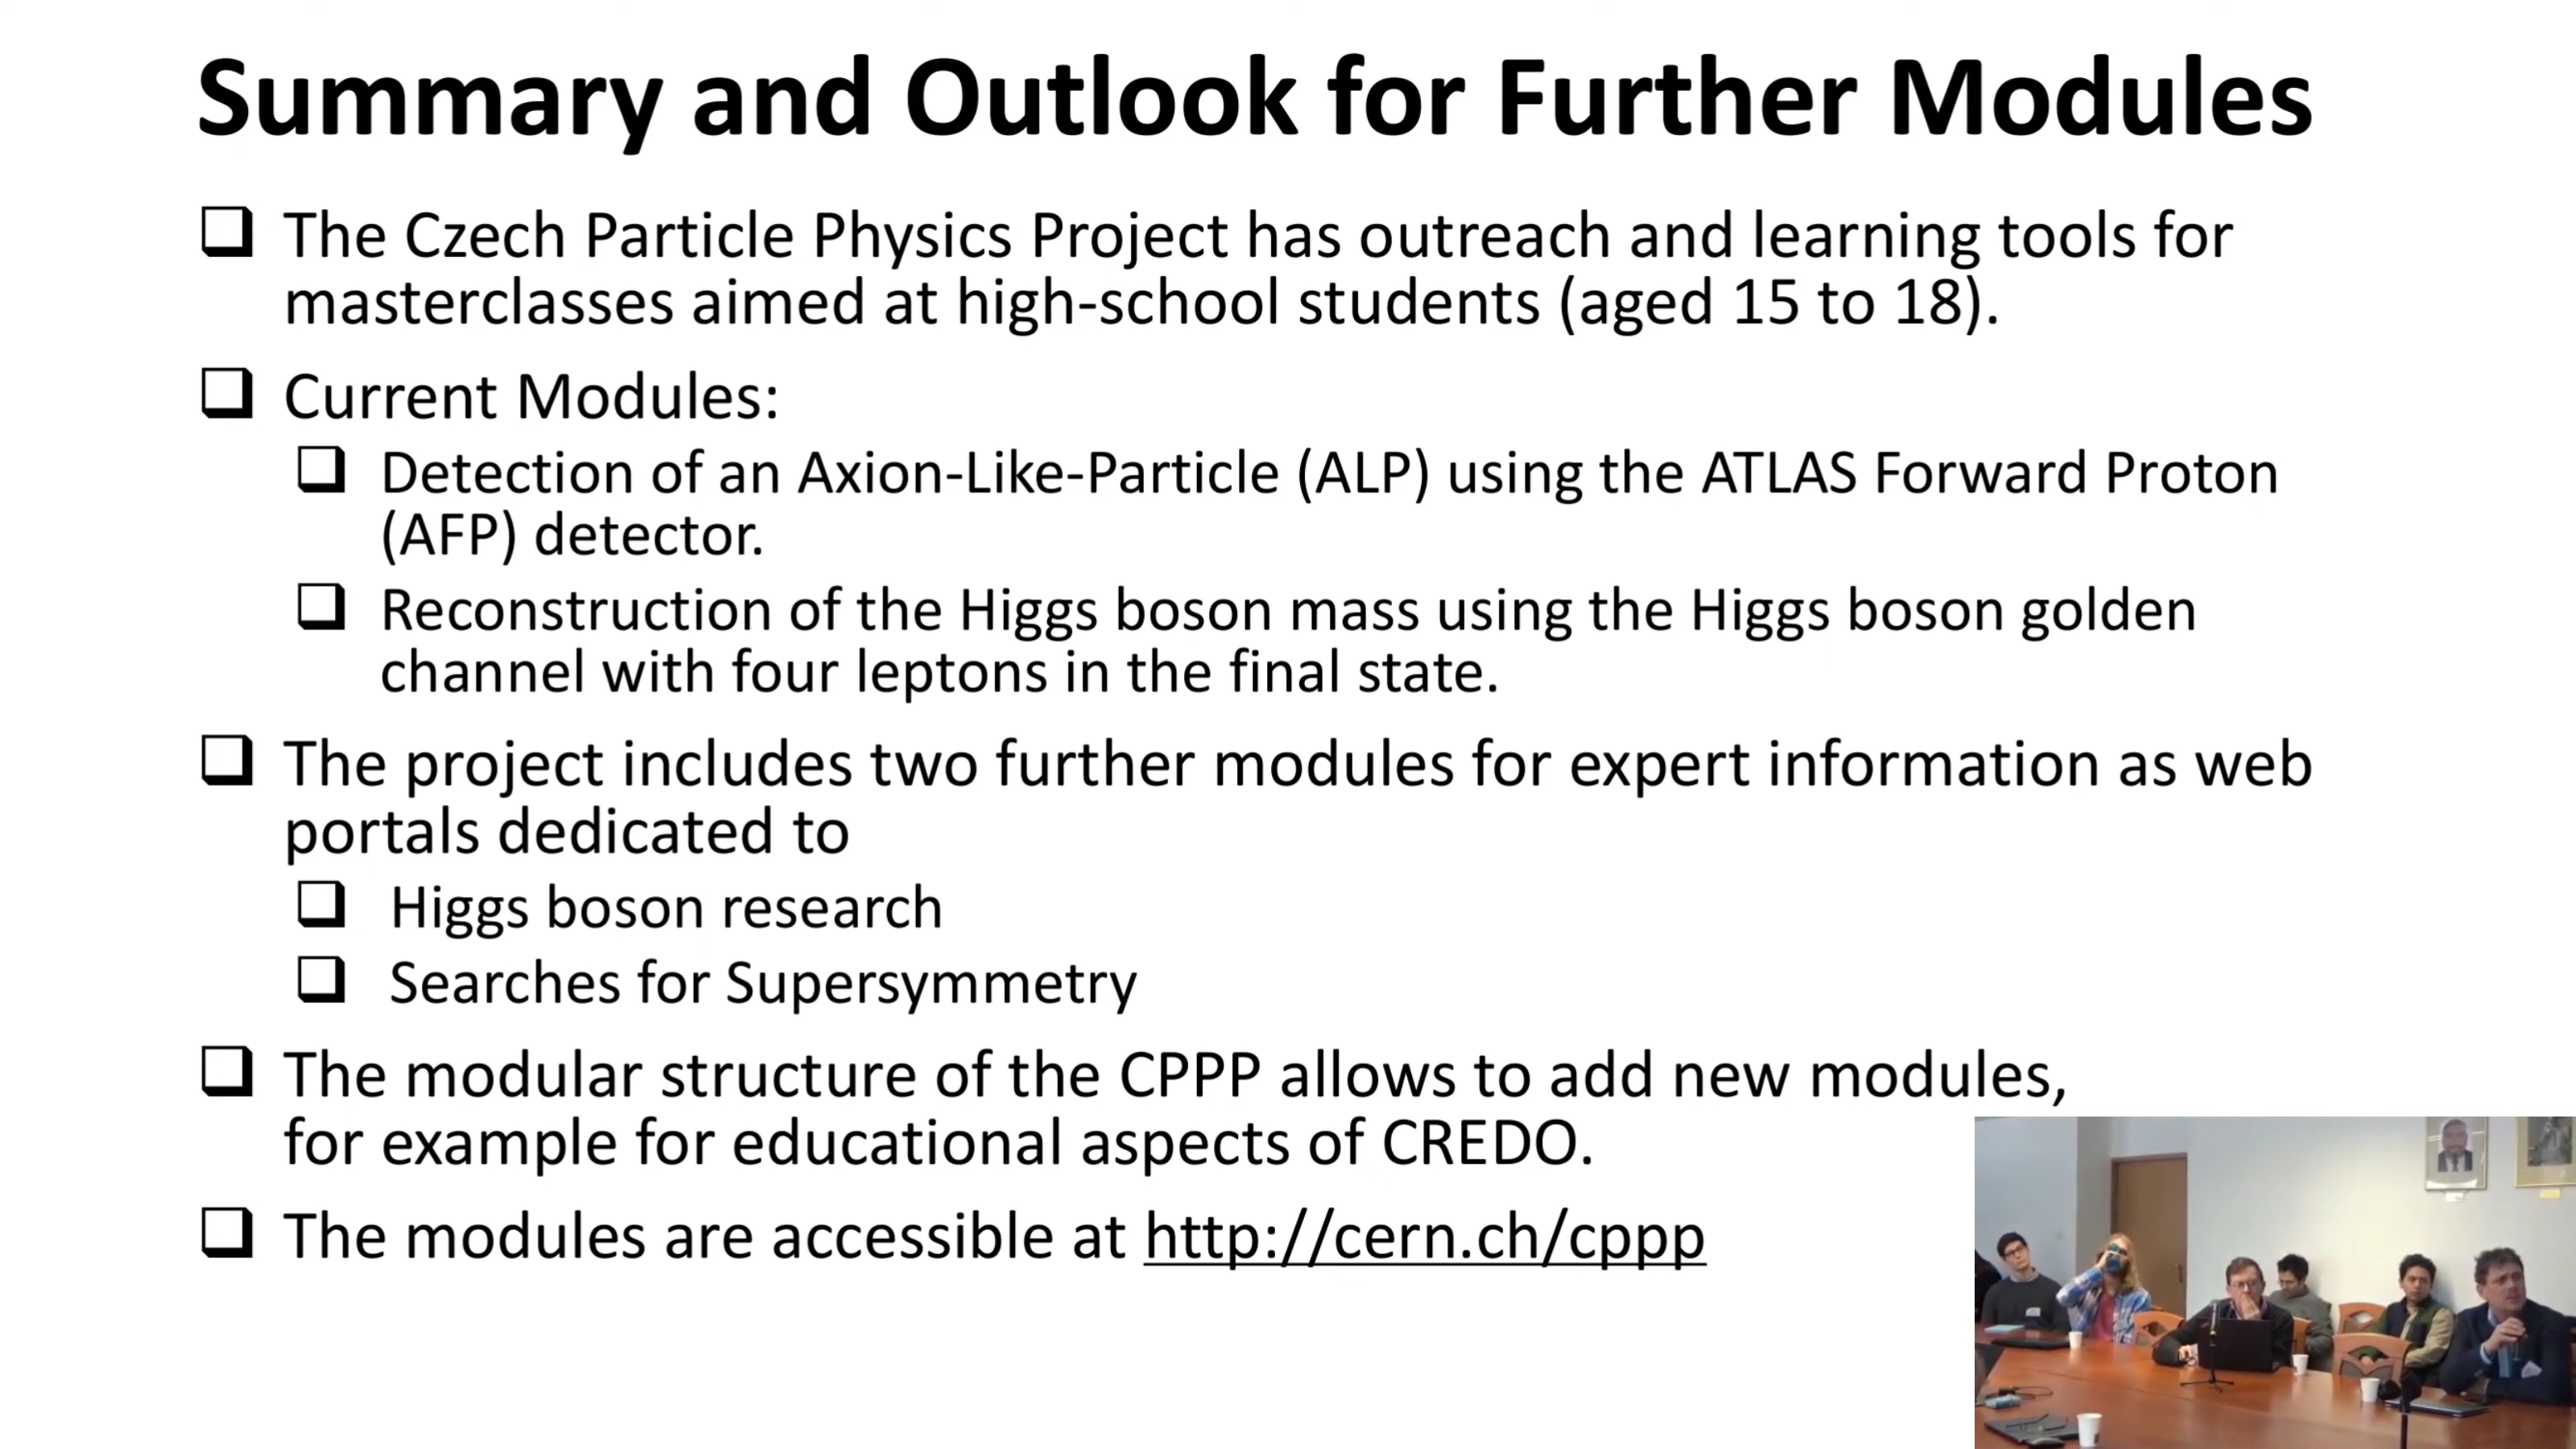 Summary and Outlook for Further Modules
❑ The Czech Particle Physics Project has outreach and learning tools for
masterclasses aimed at high-school students (aged 15 to 18).
❑ Current Modules:
❑ Detection of an Axion-Like-Particle (ALP) using the ATLAS Forward Proton
(AFP) detector.
❑ Reconstruction of the Higgs boson mass using the Higgs boson golden
channel with four leptons in the final state.
❑ The project includes two further modules for expert information as web
portals dedicated to
❑ Higgs boson research
❑ Searches for Supersymmetry
❑ The modular structure of the CPPP allows to add new modules,
for example for educational aspects of CREDO.
❑ The modules are accessible at http://cern.ch/cppp